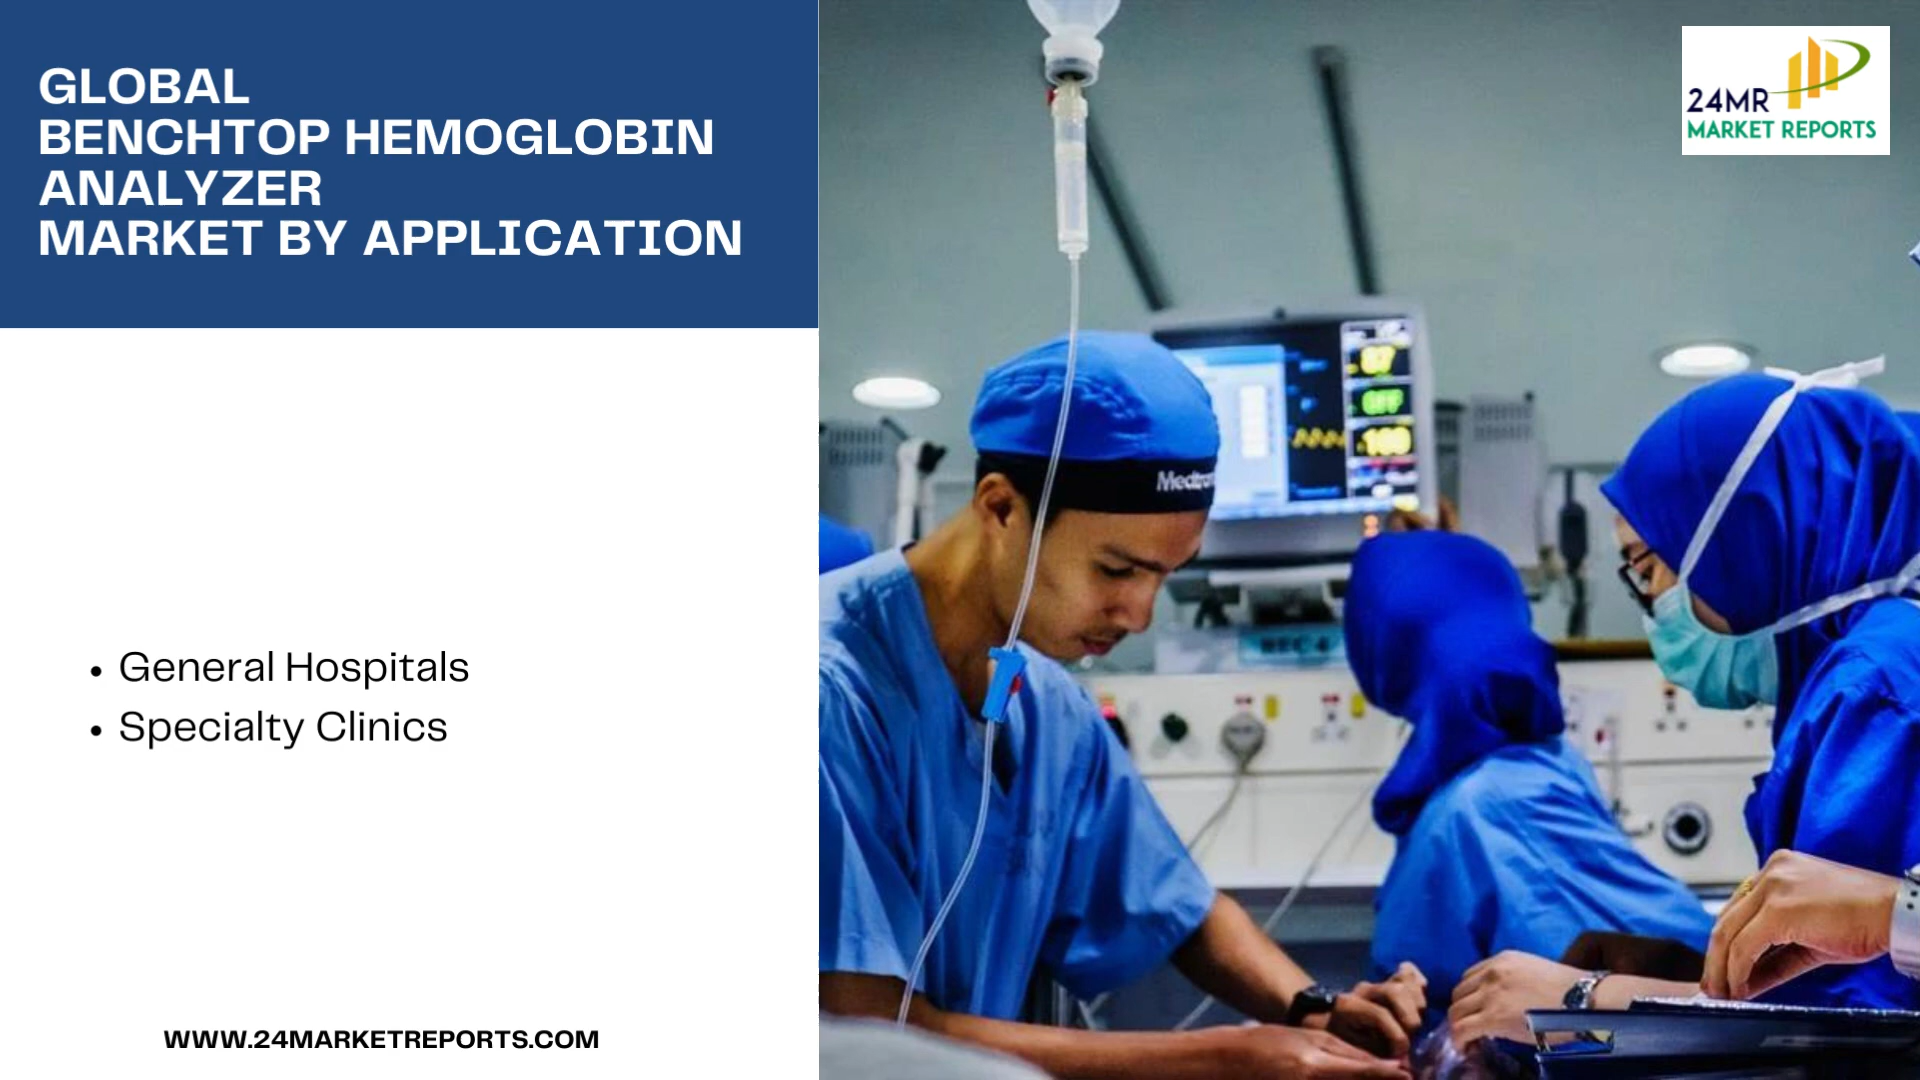 GLOBAL
BENCHTOP HEMOGLOBIN
ANALYZER
MARKET BY APPLICATION
24MR
MARKET REPORTS
• General Hospitals
• Specialty Clinics
WWW.24MARKETREPORTS.COM